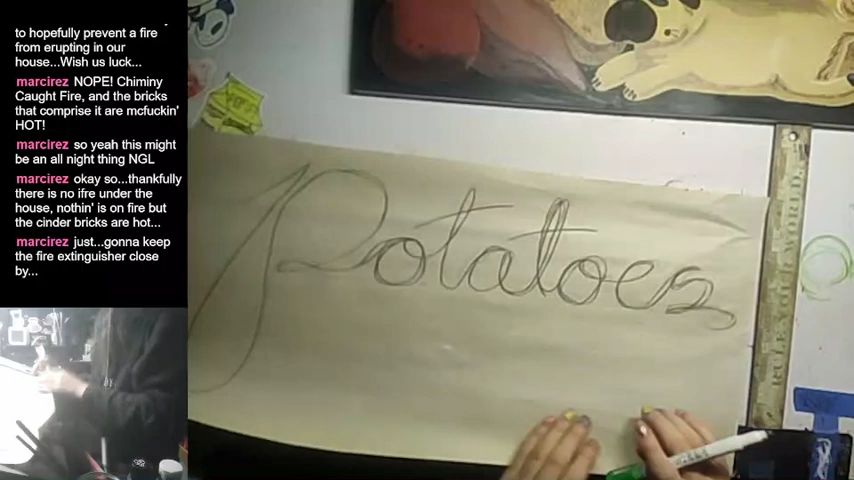 to hopefully prevent a fire
from erupting in our
house...Wish us luck...
marcirez NOPE! Chiminy
Caught Fire, and the bricks
that comprise it are mcfuckin'
HOT!
marcirez so yeah this might
be an all night thing NGL
marcirez okay so...thankfully
there is no ifre under the
house, nothin' is on fire but
the cinder bricks are hot...
marcirez just...gonna keep
the fire extinguisher close
by...
Potatoes
RULE YOUR WORLD.